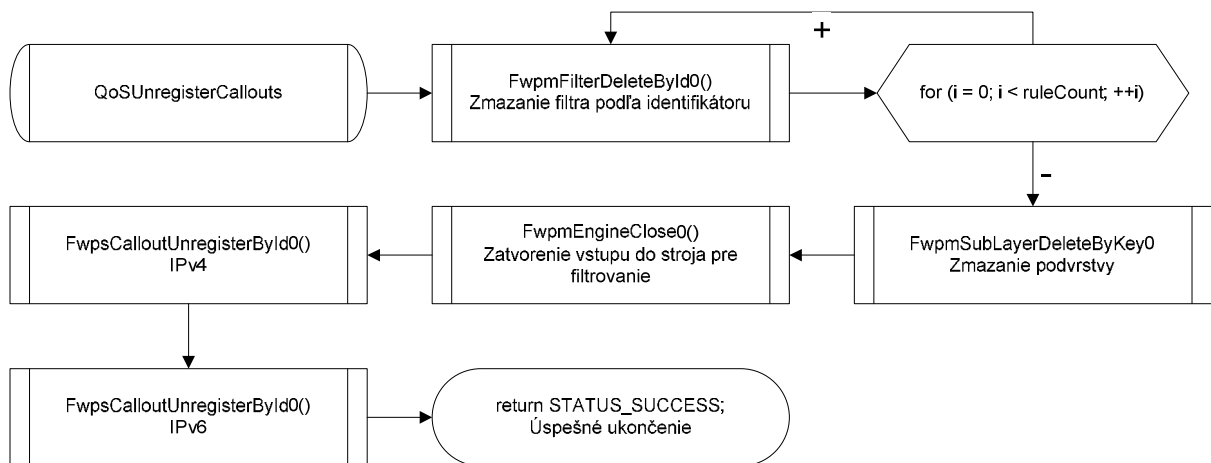 +
QoSUnregisterCallouts
FwpmFilterDeleteById0()
Zmazanie filtra podľa identifikátoru
for (i = 0; i < ruleCount; ++i)
-
FwpsCalloutUnregisterById0()
IPv4
FwpmEngineClose0()
Zatvorenie vstupu do stroja pre
filtrovanie
FwpmSubLayerDeleteByKey0
Zmazanie podvrstvy
FwpsCalloutUnregisterById0()
IPv6
return STATUS_SUCCESS;
Úspešné ukončenie